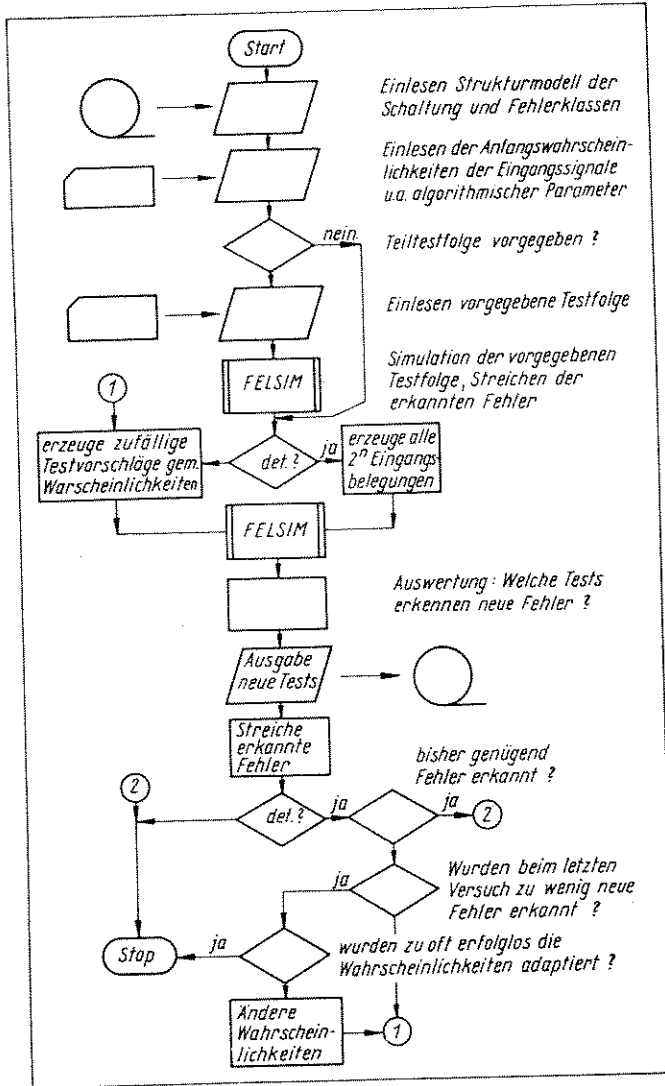 Start
Einlesen Strukturmodell der
Schaltung und Fehlerklassen
Einlesen der Anfangswahrschein-
lichkeiten der Eingangssignale
u.a. algorithmischer Parameter
nein.
Teiltestfolge vorgegeben ?
Einlesen vorgegebene Testfolge
FELSIM
Simulation der vorgegebenen
Testfolge, Streichen der
erkannten Fehler
1
erzeuge zufällige
Testvorschläge gem.
Warscheinlichkeiten
det.?
ja
erzeuge alle
2ⁿ Eingangs-
belegungen
FELSIM
Auswertung: Welche Tests
erkennen neue Fehler ?
Ausgabe
neue Tests
Streiche
erkannte
Fehler
bisher genügend
Fehler erkannt ?
2
det.?
ja
ja
2
ja
Wurden beim letzten
Versuch zu wenig neue
Fehler erkannt ?
Stop
ja
wurden zu oft erfolglos die
Wahrscheinlichkeiten adaptiert ?
Ändere
Wahrschein-
lichkeiten
1